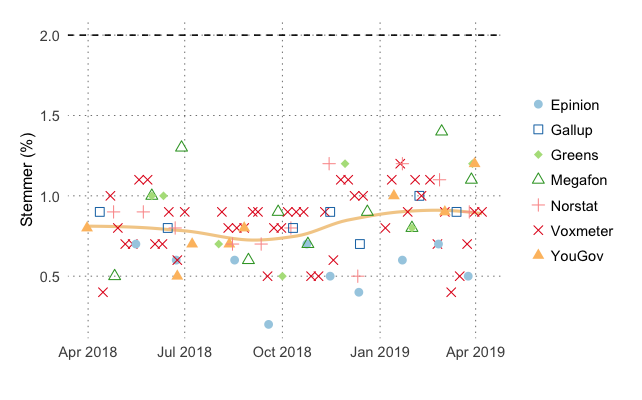 2.0
1.5
1.0
0.5
Stemmer (%)
Apr 2018
Jul 2018
Oct 2018
Jan 2019
Apr 2019
Epinion
Gallup
Greens
Megafon
Norstat
Voxmeter
YouGov